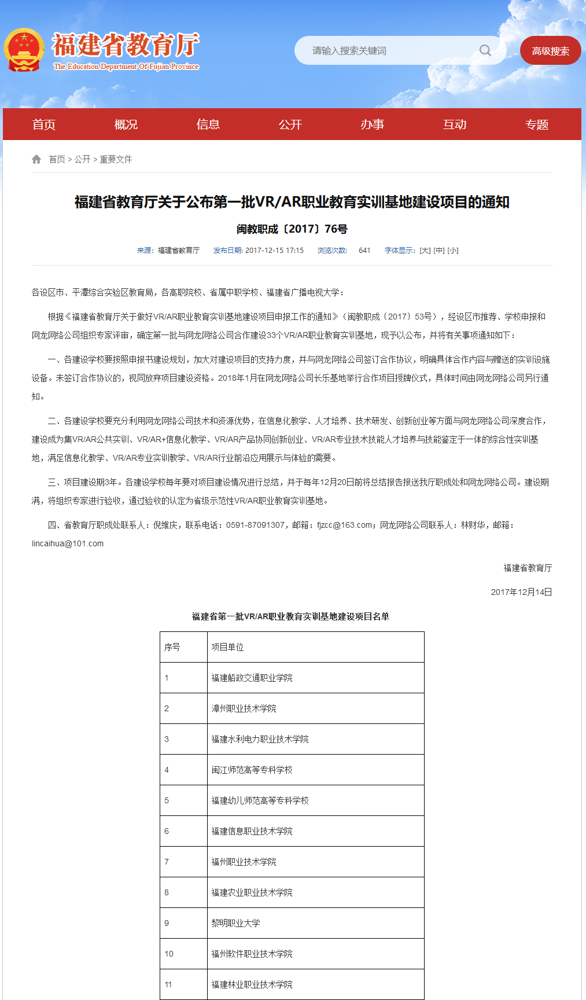 福建省教育厅
The Education Department Of Fujian Province
请输入搜索关键词
高级搜索
首页 概况 信息 公开 办事 互动 专题
首页 > 公开 > 重要文件
福建省教育厅关于公布第一批VR/AR职业教育实训基地建设项目的通知
闽教职成〔2017〕76号
来源：福建省教育厅 发布日期: 2017-12-15 17:15 浏览次数: 641 字体显示：[大] [中] [小]
各设区市、平潭综合实验区教育局，各高职院校、省属中职学校、福建省广播电视大学：
根据《福建省教育厅关于做好VR/AR职业教育实训基地建设项目申报工作的通知》（闽教职成〔2017〕53号），经设区市推荐、学校申报和
网龙网络公司组织专家评审，确定第一批与网龙网络公司合作建设33个VR/AR职业教育实训基地，现予以公布，并将有关事项通知如下：
一、各建设学校要按照申报书建设规划，加大对建设项目的支持力度，并与网龙网络公司签订合作协议，明确具体合作内容与赠送的实训设施
设备。未签订合作协议的，视同放弃项目建设资格。2018年1月在网龙网络公司长乐基地举行合作项目授牌仪式，具体时间由网龙网络公司另行通
知。
二、各建设学校要充分利用网龙网络公司技术和资源优势，在信息化教学、人才培养、技术研发、创新创业等方面与网龙网络公司深度合作，
建设成为集VR/AR公共实训、VR/AR+信息化教学、VR/AR产品协同创新创业、VR/AR专业技术技能人才培养与技能鉴定于一体的综合性实训基
地，满足信息化教学、VR/AR专业实训教学、VR/AR行业前沿应用展示与体验的需要。
三、项目建设期3年。各建设学校每年要对项目建设情况进行总结，并于每年12月20日前将总结报告报送我厅职成处和网龙网络公司。建设期
满，将组织专家进行验收，通过验收的认定为省级示范性VR/AR职业教育实训基地。
四、省教育厅职成处联系人：倪维庆，联系电话：0591-87091307，邮箱：fjzcc@163.com；网龙网络公司联系人：林财华，邮箱：
lincaihua@101.com
福建省教育厅
2017年12月14日
福建省第一批VR/AR职业教育实训基地建设项目名单
序号 项目单位
1 福建船政交通职业学院
2 漳州职业技术学院
3 福建水利电力职业技术学院
4 闽江师范高等专科学校
5 福建幼儿师范高等专科学校
6 福建信息职业技术学院
7 福州职业技术学院
8 福建农业职业技术学院
9 黎明职业大学
10 福州软件职业技术学院
11 福建林业职业技术学院